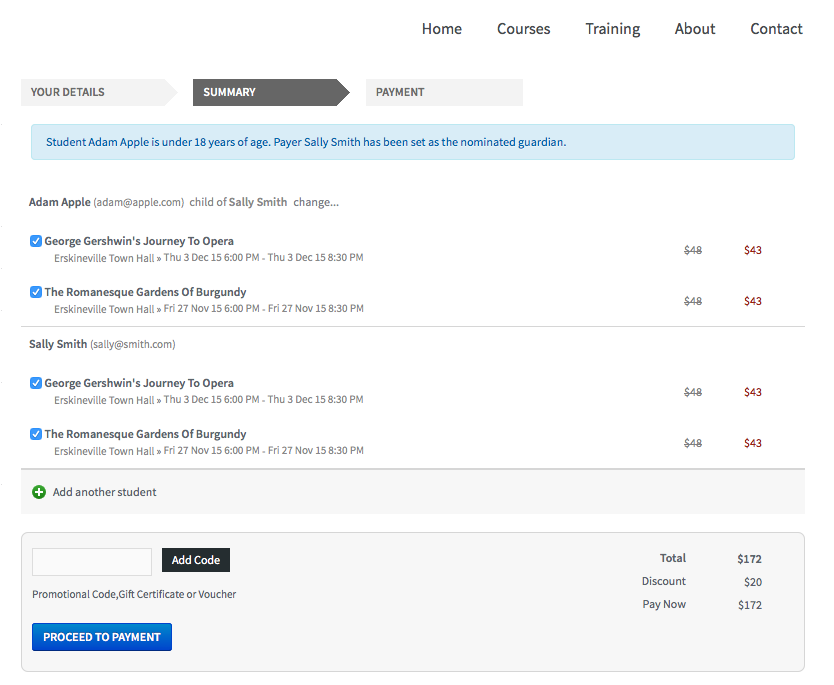 Home Courses Training About Contact
YOUR DETAILS SUMMARY PAYMENT
Student Adam Apple is under 18 years of age. Payer Sally Smith has been set as the nominated guardian.
Adam Apple (adam@apple.com) child of Sally Smith change...
George Gershwin's Journey To Opera $48 $43
Erskineville Town Hall » Thu 3 Dec 15 6:00 PM - Thu 3 Dec 15 8:30 PM
The Romanesque Gardens Of Burgundy $48 $43
Erskineville Town Hall » Fri 27 Nov 15 6:00 PM - Fri 27 Nov 15 8:30 PM
Sally Smith (sally@smith.com)
George Gershwin's Journey To Opera $48 $43
Erskineville Town Hall » Thu 3 Dec 15 6:00 PM - Thu 3 Dec 15 8:30 PM
The Romanesque Gardens Of Burgundy $48 $43
Erskineville Town Hall » Fri 27 Nov 15 6:00 PM - Fri 27 Nov 15 8:30 PM
Add another student
Add Code
Promotional Code,Gift Certificate or Voucher
PROCEED TO PAYMENT
Total $172
Discount $20
Pay Now $172